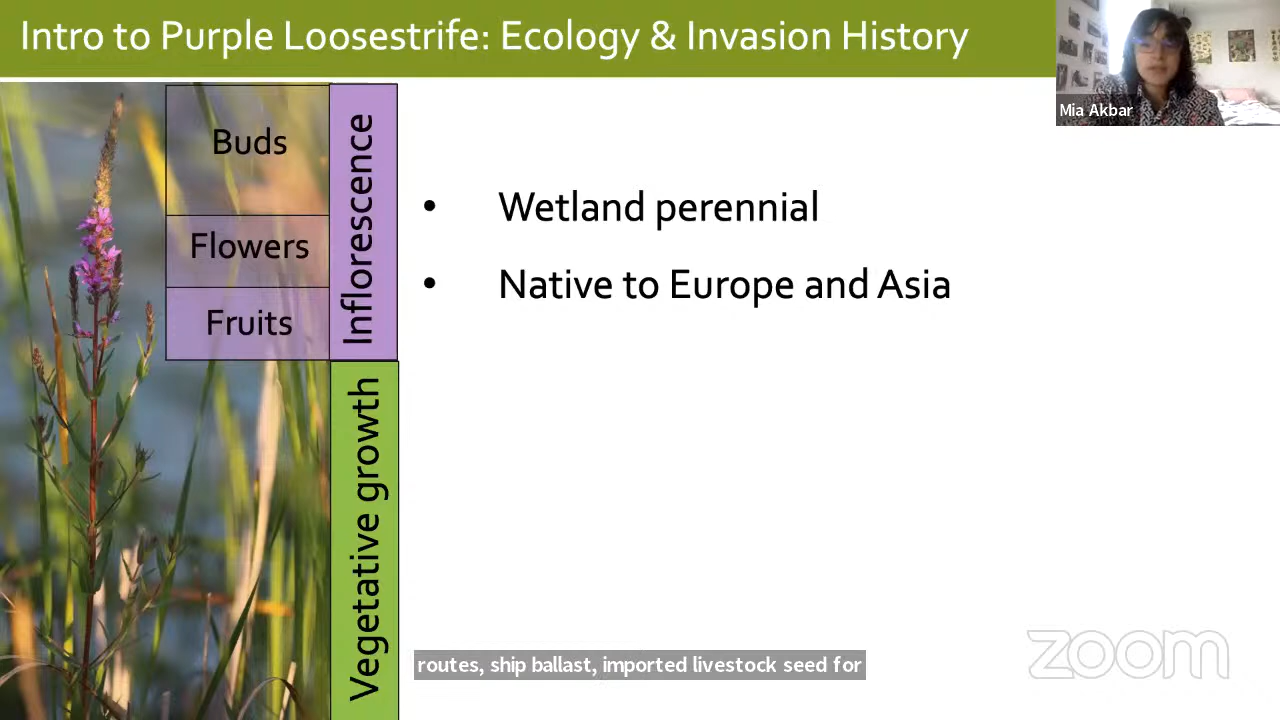 Intro to Purple Loosestrife: Ecology & Invasion History
Mia Akbar
Buds
Flowers
Fruits
Inflorescence
Vegetative growth
• Wetland perennial
• Native to Europe and Asia
routes, ship ballast, imported livestock seed for
zoom